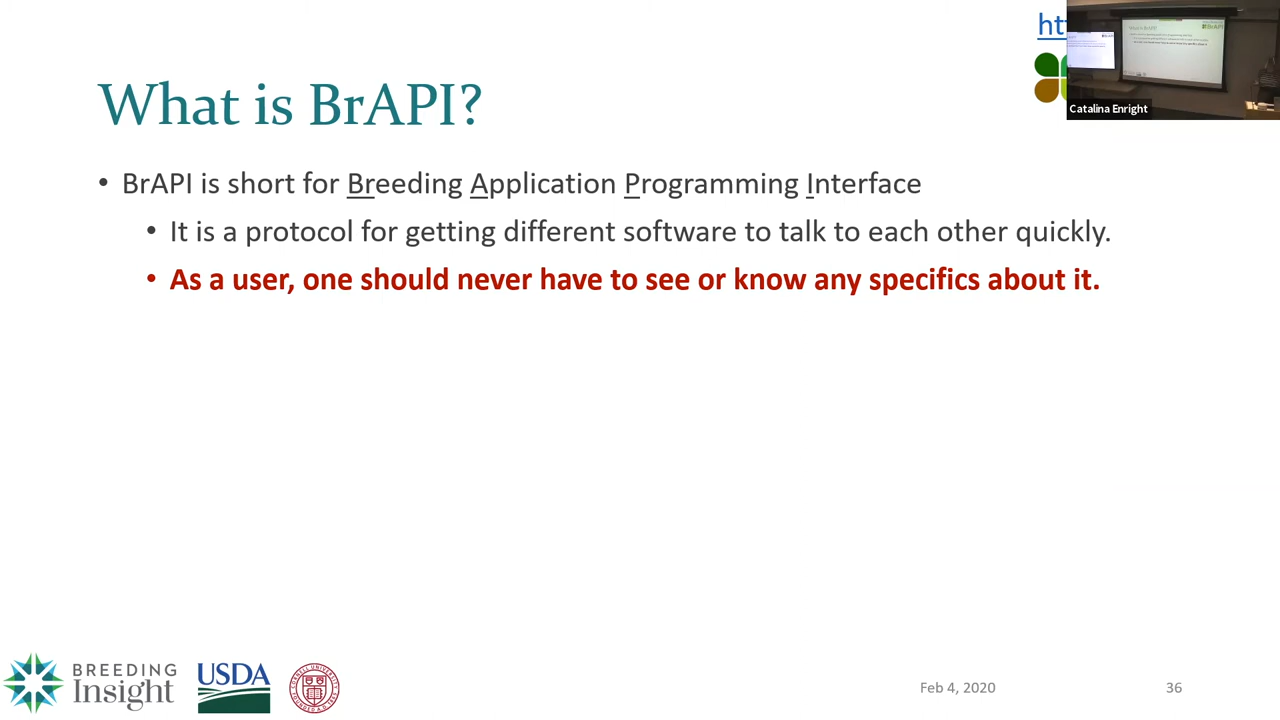 ht
What is BrAPI?
Catalina Enright
• BrAPI is short for Breeding Application Programming Interface
• It is a protocol for getting different software to talk to each other quickly.
• As a user, one should never have to see or know any specifics about it.
BREEDING
Insight
USDA
Feb 4, 2020
36